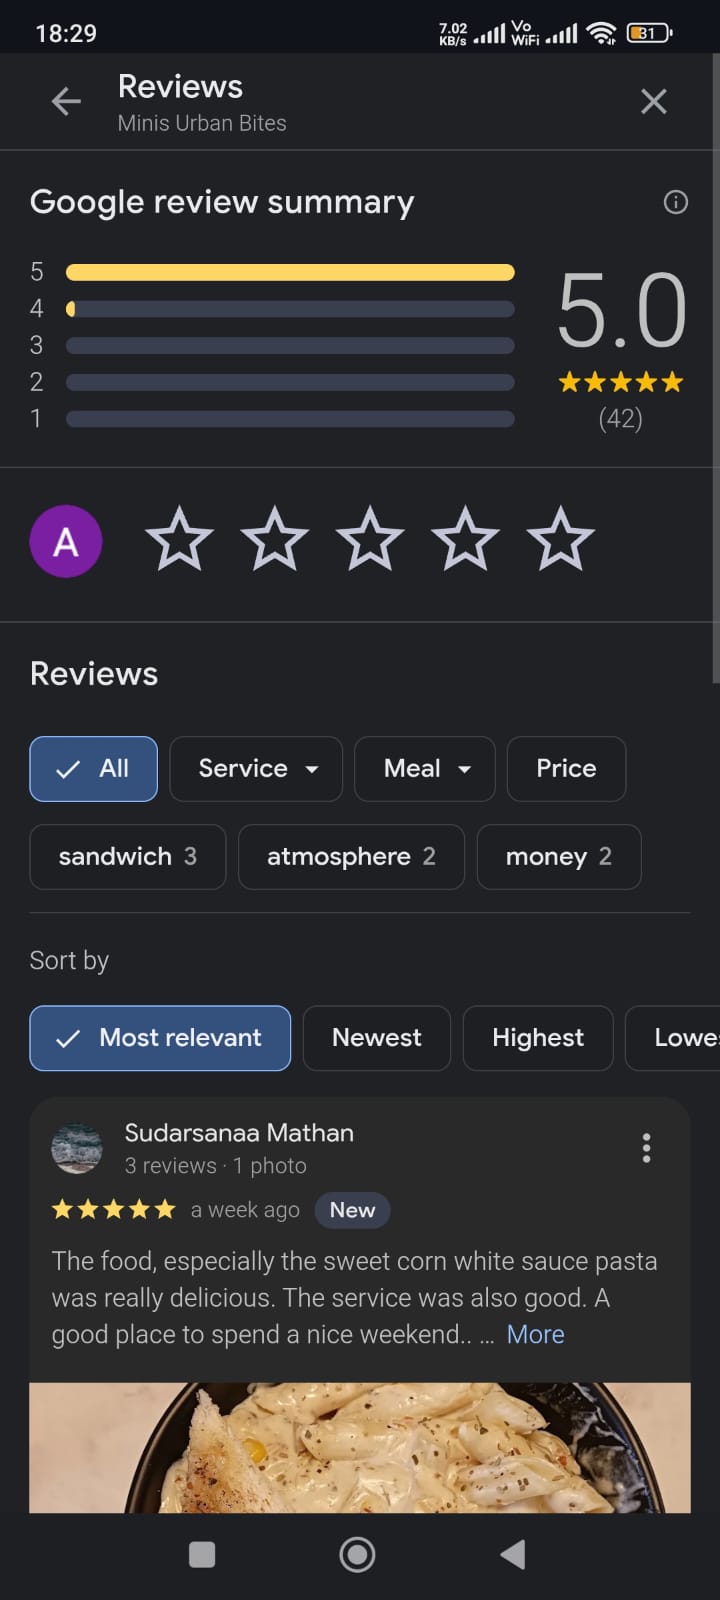 18:29
7.02 KB/s Vo WiFi 31
Reviews
Minis Urban Bites
Google review summary
5
4
3
2
1
5.0
(42)
A
Reviews
All Service Meal Price
sandwich 3 atmosphere 2 money 2
Sort by
Most relevant Newest Highest Lowes
Sudarsanaa Mathan
3 reviews · 1 photo
a week ago New
The food, especially the sweet corn white sauce pasta
was really delicious. The service was also good. A
good place to spend a nice weekend.. ... More